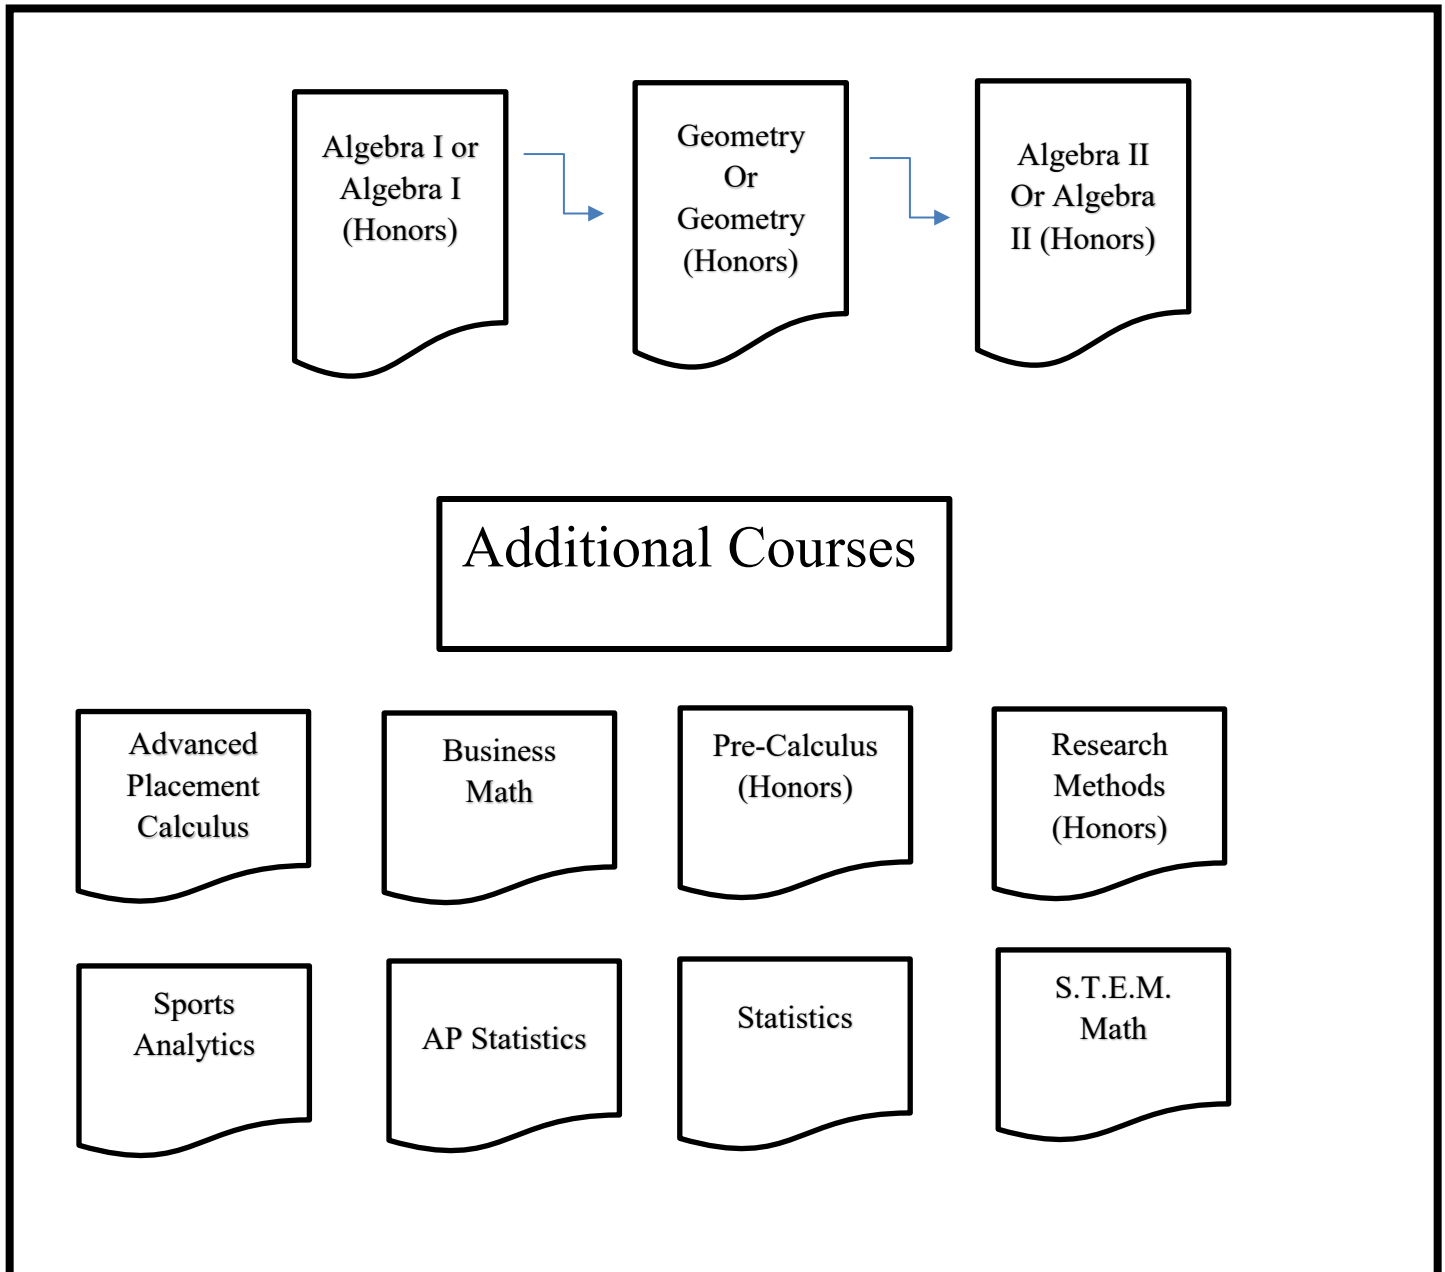 Algebra I or
Algebra I
(Honors)
Geometry
Or
Geometry
(Honors)
Algebra II
Or Algebra
II (Honors)
Additional Courses
Advanced
Placement
Calculus
Business
Math
Pre-Calculus
(Honors)
Research
Methods
(Honors)
Sports
Analytics
AP Statistics
Statistics
S.T.E.M.
Math